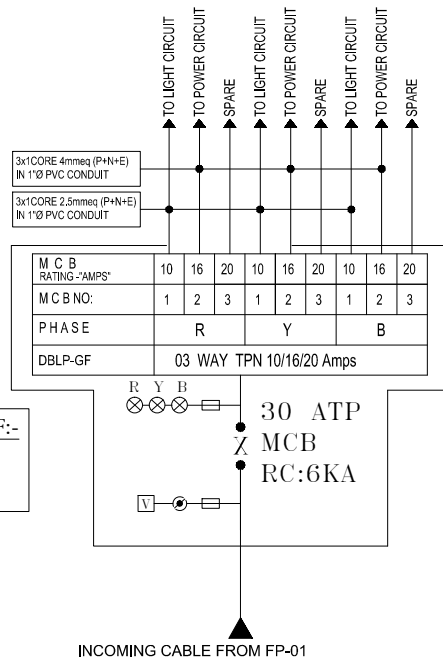 TO LIGHT CIRCUIT
TO POWER CIRCUIT
SPARE
TO LIGHT CIRCUIT
TO POWER CIRCUIT
SPARE
TO LIGHT CIRCUIT
TO POWER CIRCUIT
SPARE
3x1CORE 4mmeq (P+N+E)
IN 1"Ø PVC CONDUIT
3x1CORE 2.5mmeq (P+N+E)
IN 1"Ø PVC CONDUIT
M C B
RATING -"AMPS" 10 16 20 10 16 20 10 16 20
M C B NO: 1 2 3 1 2 3 1 2 3
P H A S E R Y B
DBLP-GF 03 WAY TPN 10/16/20 Amps
R Y B
F:-
30 ATP
MCB
RC:6KA
V
INCOMING CABLE FROM FP-01